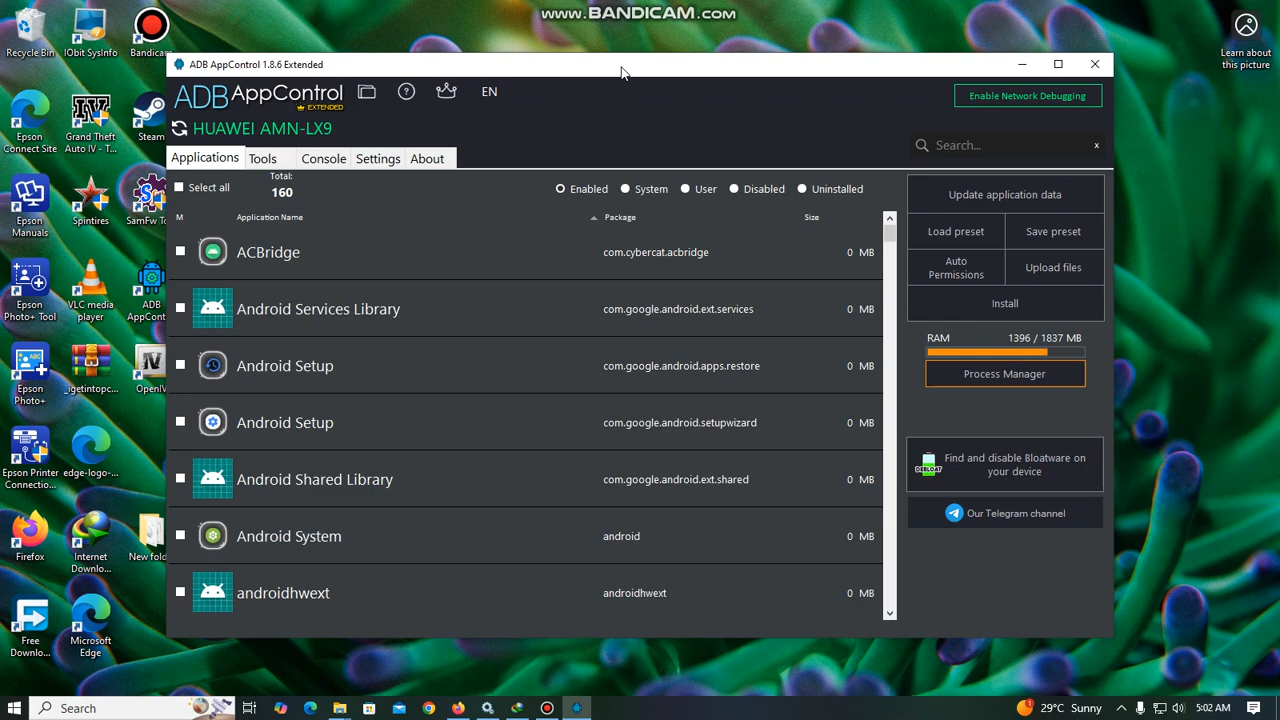 www.BANDICAM.com
Recycle Bin
IObit SysInfo
Bandicam
Learn about this picture
Epson Connect Site
Grand Theft Auto IV - T...
Steam
Epson Manuals
Spintires
SamFw To
Epson Photo+ Tool
VLC media player
ADB AppCont
Epson Photo+
_igetintopc...
OpenIV
Epson Printer Connectio...
edge-logo-...
Firefox
Internet Downlo...
New fold
Free Downlo...
Microsoft Edge
ADB AppControl 1.8.6 Extended
ADB AppControl
EXTENDED
EN
Enable Network Debugging
HUAWEI AMN-LX9
Search...
x
Applications
Tools
Console
Settings
About
Select all
Total:
160
Enabled
System
User
Disabled
Uninstalled
M
Application Name
Package
Size
ACBridge
com.cybercat.acbridge
0 MB
Android Services Library
com.google.android.ext.services
0 MB
Android Setup
com.google.android.apps.restore
0 MB
Android Setup
com.google.android.setupwizard
0 MB
Android Shared Library
com.google.android.ext.shared
0 MB
Android System
android
0 MB
androidhwext
androidhwext
0 MB
Update application data
Load preset
Save preset
Auto Permissions
Upload files
Install
RAM
1396 / 1837 MB
Process Manager
DEBLOAT
Find and disable Bloatware on your device
Our Telegram channel
Search
29°C Sunny
5:02 AM